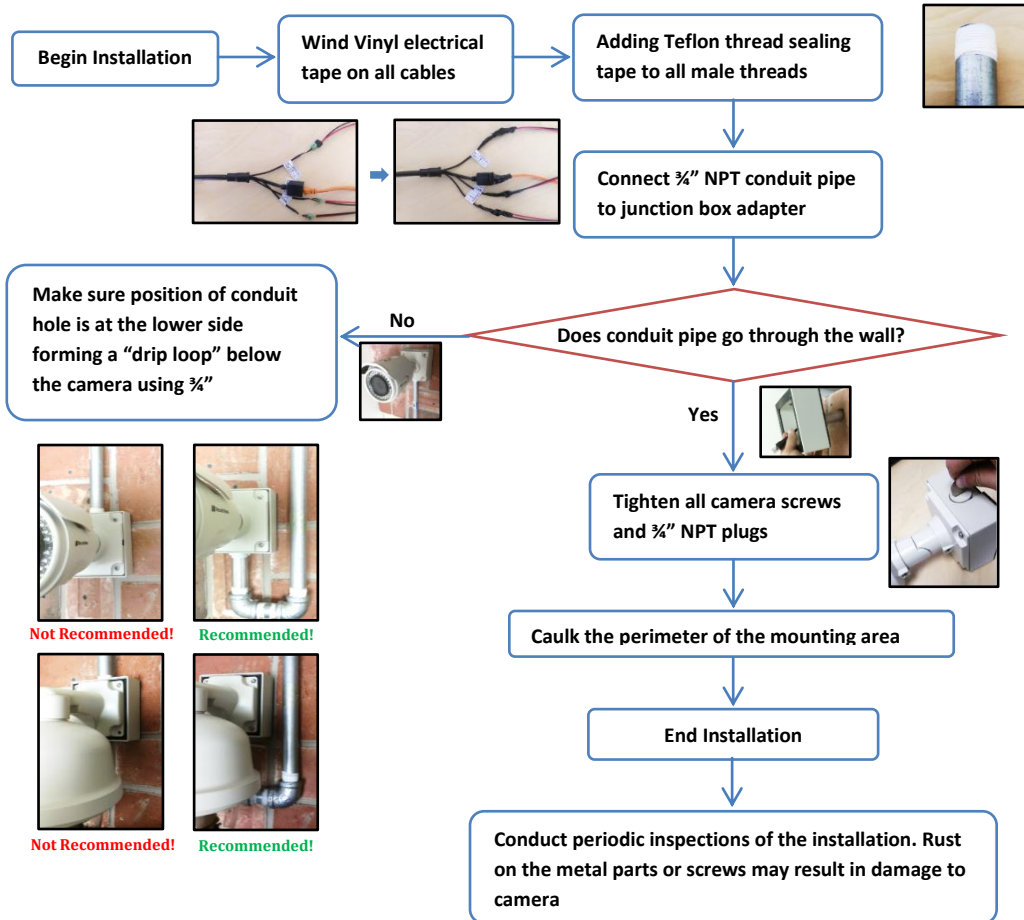 Begin Installation
Wind Vinyl electrical
tape on all cables
Adding Teflon thread sealing
tape to all male threads
Connect ¾” NPT conduit pipe
to junction box adapter
Does conduit pipe go through the wall?
No
Make sure position of conduit
hole is at the lower side
forming a “drip loop” below
the camera using ¾”
Yes
Tighten all camera screws
and ¾” NPT plugs
Not Recommended!
Recommended!
Caulk the perimeter of the mounting area
Not Recommended!
Recommended!
End Installation
Conduct periodic inspections of the installation. Rust
on the metal parts or screws may result in damage to
camera